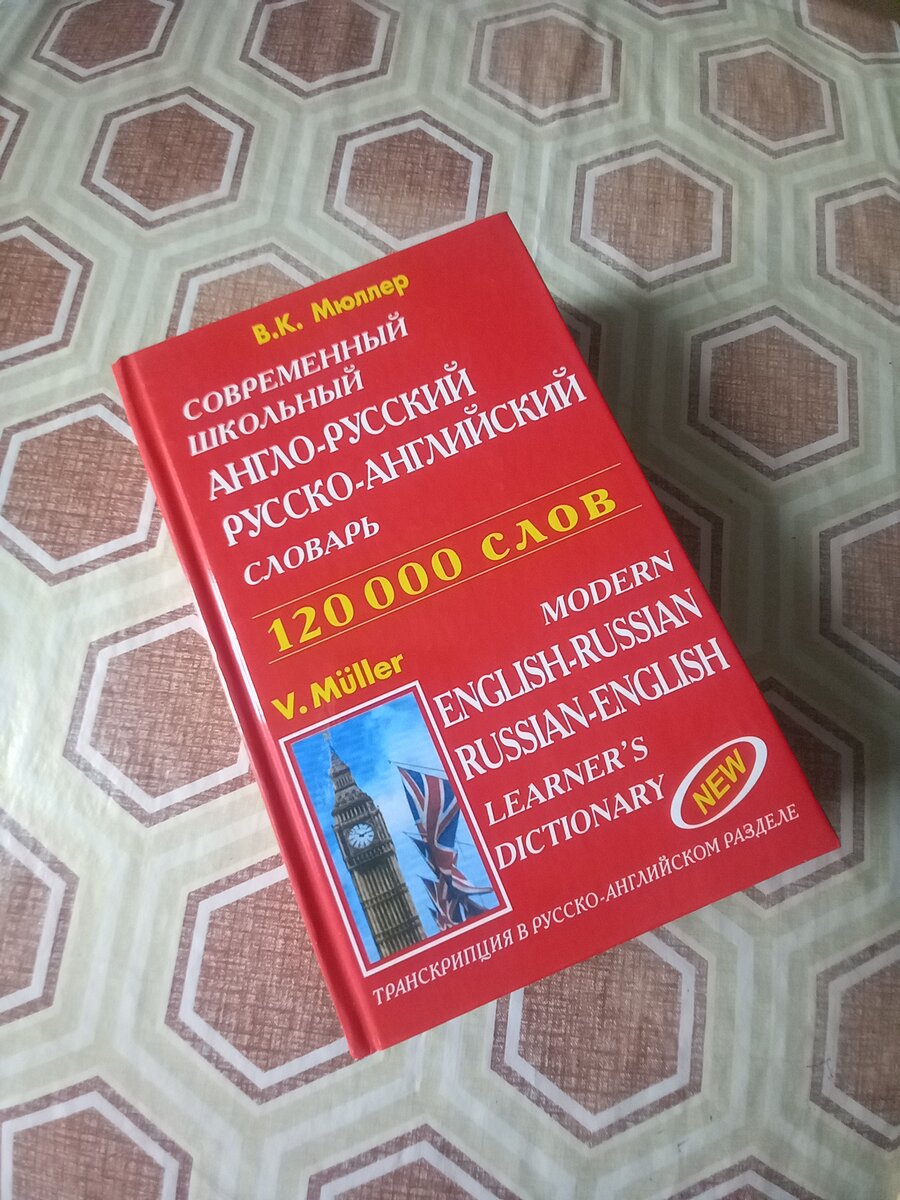 В.К. Мюллер
СОВРЕМЕННЫЙ
ШКОЛЬНЫЙ
АНГЛО-РУССКИЙ
РУССКО-АНГЛИЙСКИЙ
СЛОВАРЬ
120 000 СЛОВ
V. Müller
MODERN
ENGLISH-RUSSIAN
RUSSIAN-ENGLISH
LEARNER'S
DICTIONARY
NEW
ТРАНСКРИПЦИЯ В РУССКО-АНГЛИЙСКОМ РАЗДЕЛЕ